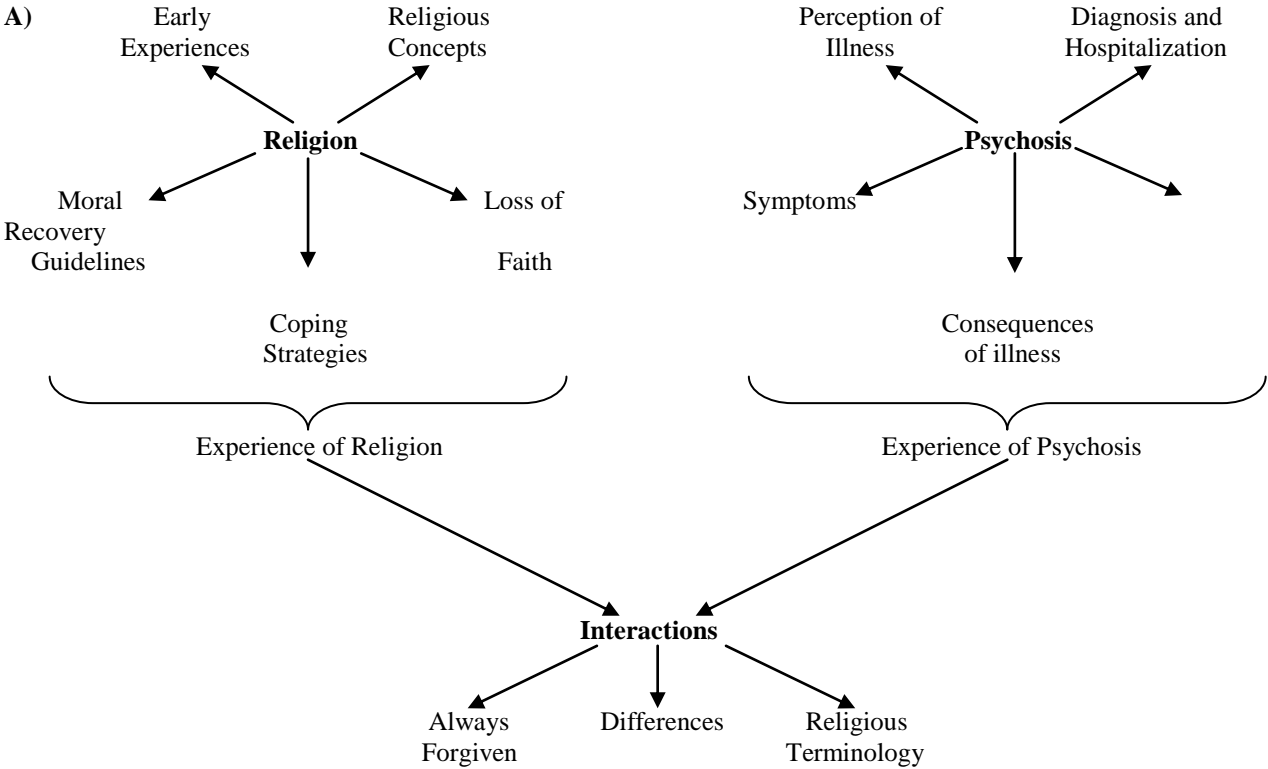 A)
Early
Experiences
Religious
Concepts
Perception of
Illness
Diagnosis and
Hospitalization
Religion
Psychosis
Moral
Recovery
Guidelines
Loss of
Faith
Symptoms
Coping
Strategies
Consequences
of illness
Experience of Religion
Experience of Psychosis
Interactions
Always
Forgiven
Differences
Religious
Terminology